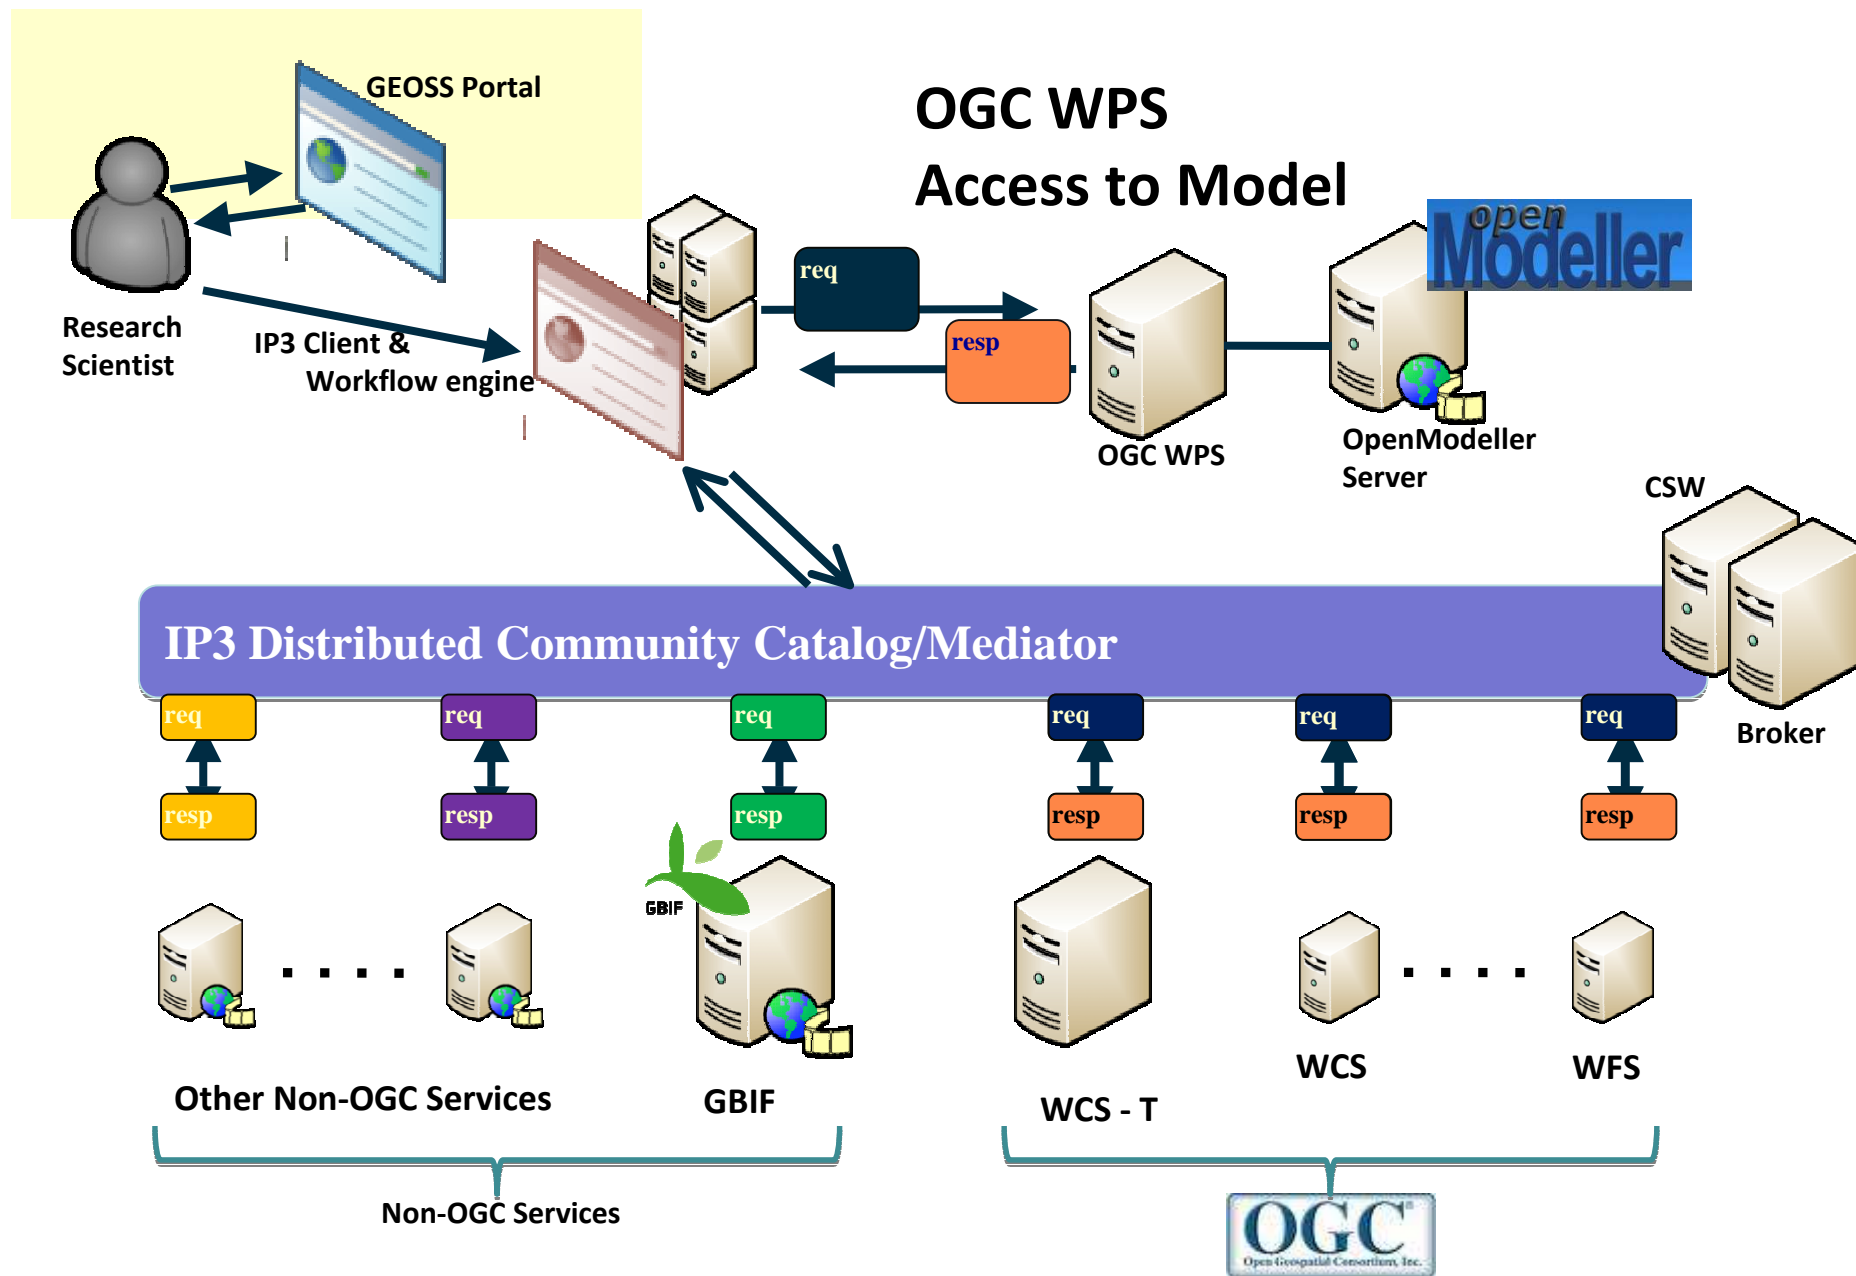 GEOSS Portal
OGC WPS
Access to Model
open
Modeller
req
resp
Research
Scientist
IP3 Client &
Workflow engine
OGC WPS
OpenModeller
Server
CSW
IP3 Distributed Community Catalog/Mediator
Broker
req
req
req
req
req
req
resp
resp
resp
resp
resp
resp
GBIF
Other Non-OGC Services
GBIF
WCS - T
WCS
WFS
Non-OGC Services
OGC®
Open Geospatial Consortium, Inc.